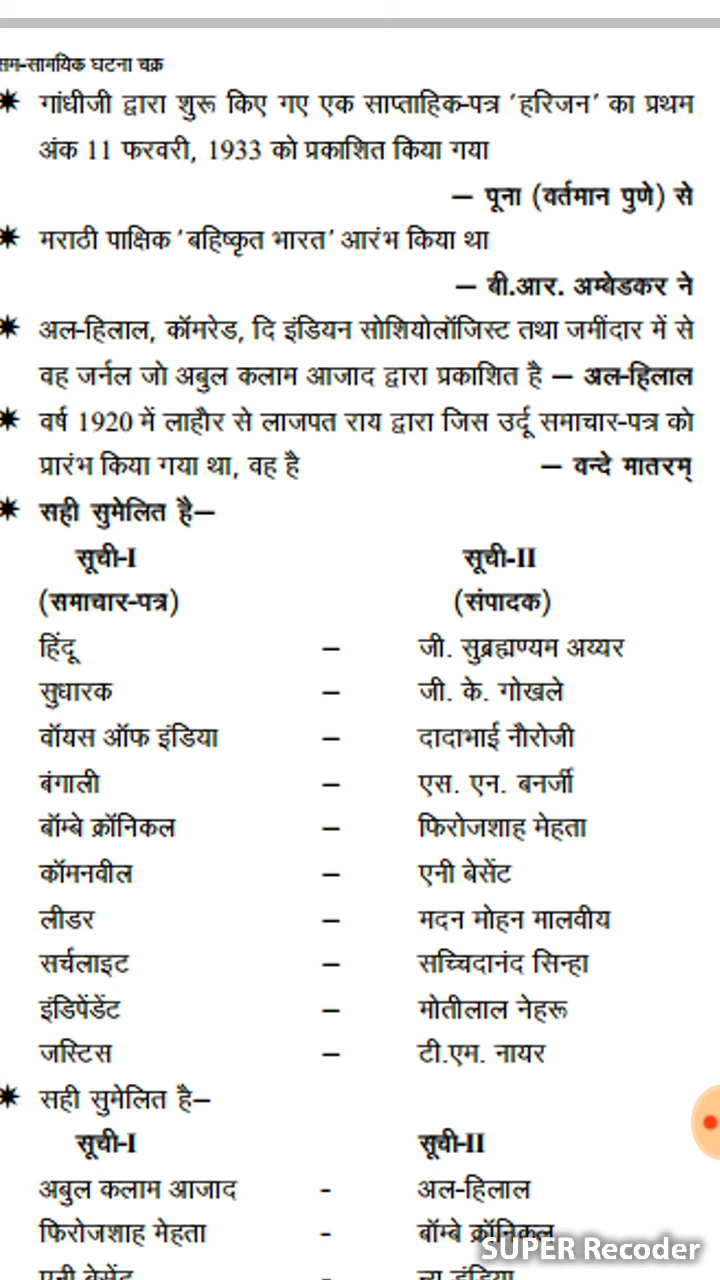 सम-सामयिक घटना चक्र
✷ गांधीजी द्वारा शुरू किए गए एक साप्ताहिक-पत्र 'हरिजन' का प्रथम
अंक 11 फरवरी, 1933 को प्रकाशित किया गया
— पूना (वर्तमान पुणे) से
✷ मराठी पाक्षिक 'बहिष्कृत भारत' आरंभ किया था
— बी.आर. अम्बेडकर ने
✷ अल-हिलाल, कॉमरेड, दि इंडियन सोशियोलॉजिस्ट तथा जमींदार में से
वह जर्नल जो अबुल कलाम आजाद द्वारा प्रकाशित है — अल-हिलाल
✷ वर्ष 1920 में लाहौर से लाजपत राय द्वारा जिस उर्दू समाचार-पत्र को
प्रारंभ किया गया था, वह है — वन्दे मातरम्
✷ सही सुमेलित है—
सूची-I सूची-II
(समाचार-पत्र) (संपादक)
हिंदू – जी. सुब्रह्मण्यम अय्यर
सुधारक – जी. के. गोखले
वॉयस ऑफ इंडिया – दादाभाई नौरोजी
बंगाली – एस. एन. बनर्जी
बॉम्बे क्रॉनिकल – फिरोजशाह मेहता
कॉमनवील – एनी बेसेंट
लीडर – मदन मोहन मालवीय
सर्चलाइट – सच्चिदानंद सिन्हा
इंडिपेंडेंट – मोतीलाल नेहरू
जस्टिस – टी.एम. नायर
✷ सही सुमेलित है—
सूची-I सूची-II
अबुल कलाम आजाद - अल-हिलाल
फिरोजशाह मेहता - बॉम्बे क्रॉनिकल
एनी बेसेंट - न्यू इंडिया
SUPER Recoder